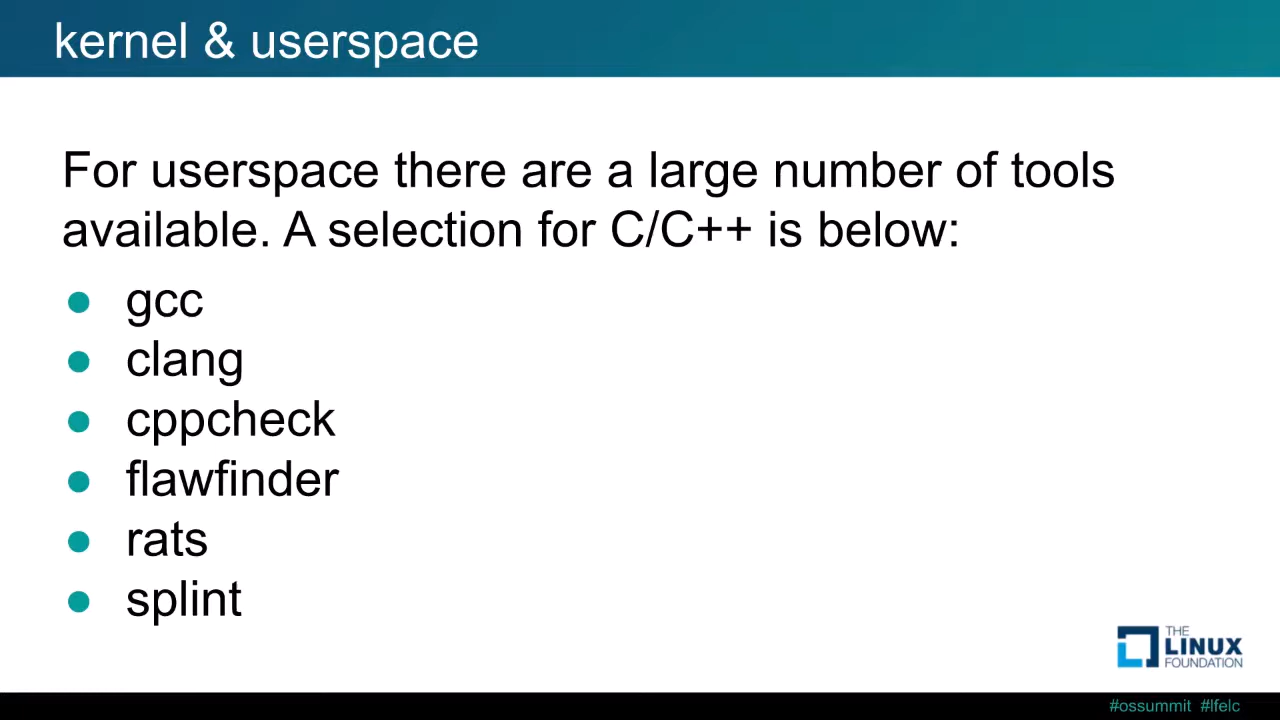 kernel & userspace
For userspace there are a large number of tools
available. A selection for C/C++ is below:
● gcc
● clang
● cppcheck
● flawfinder
● rats
● splint
THE
LINUX
FOUNDATION
#ossummit #lfelc